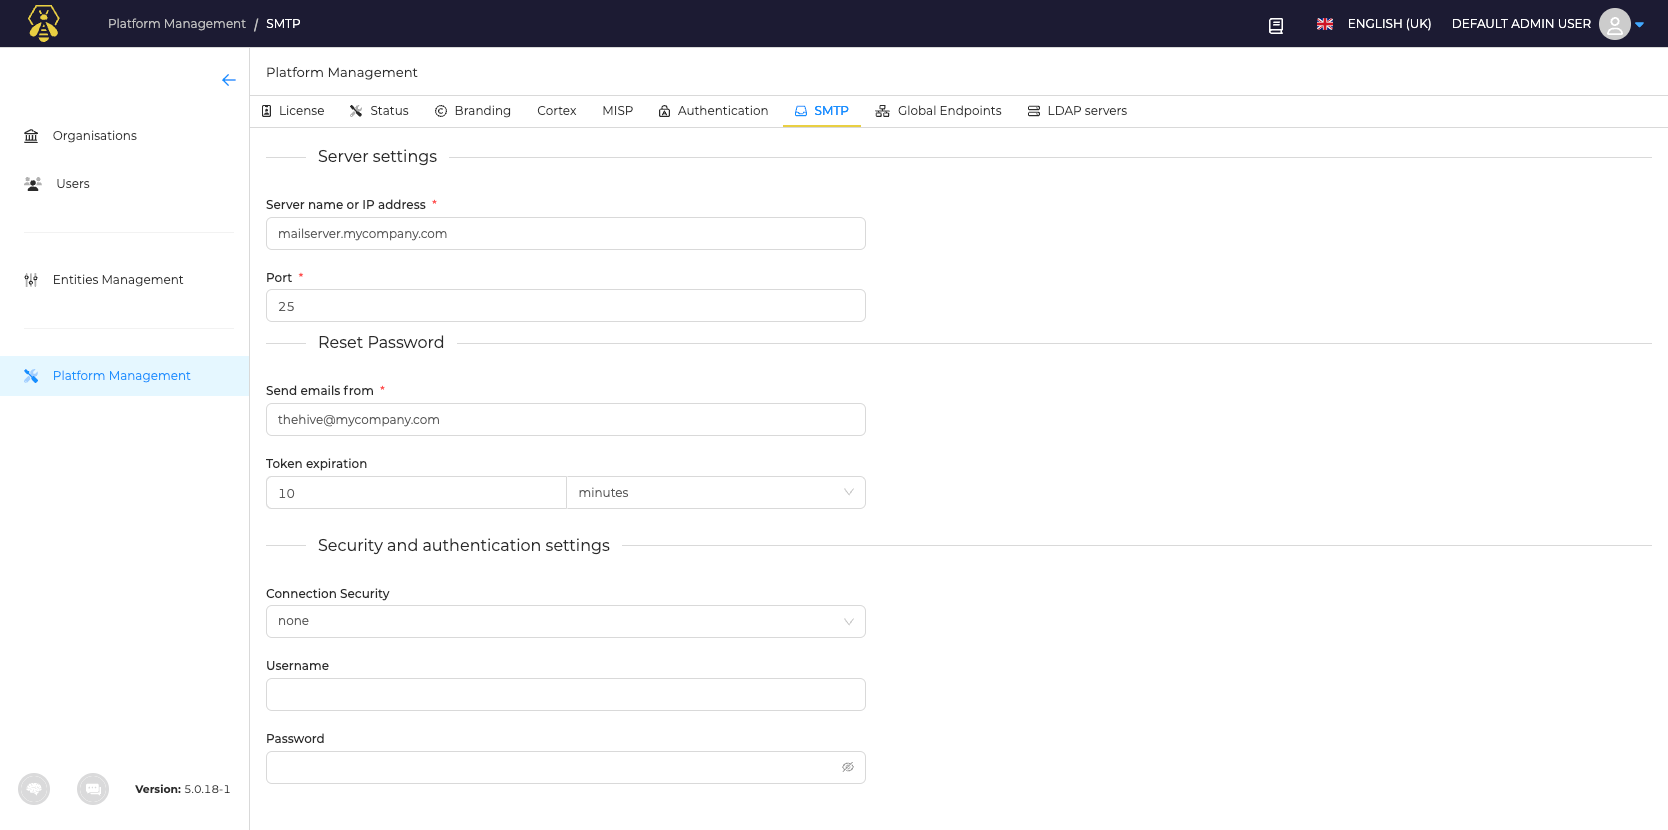 Platform Management / SMTP
ENGLISH (UK)
DEFAULT ADMIN USER
Organisations
Users
Entities Management
Platform Management
Version: 5.0.18-1
Platform Management
License
Status
Branding
Cortex
MISP
Authentication
SMTP
Global Endpoints
LDAP servers
Server settings
Server name or IP address *
mailserver.mycompany.com
Port *
25
Reset Password
Send emails from *
thehive@mycompany.com
Token expiration
10
minutes
Security and authentication settings
Connection Security
none
Username
Password